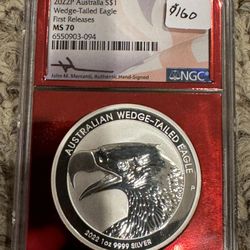 2022P Australia S$1
Wedge-Tailed Eagle
First Releases
MS 70
6550903-094
$160
John M. Mercanti, Authentic Hand-Signed
NGC
AUSTRALIAN WEDGE-TAILED EAGLE
P
2022 1oz 9999 SILVER